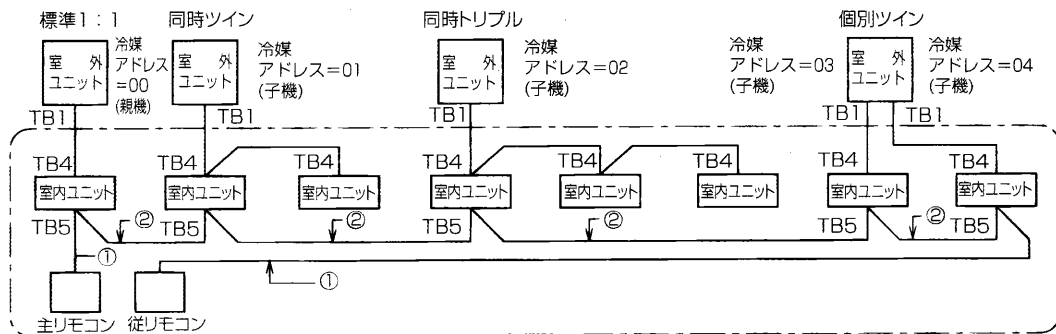 標準1：1
同時ツイン
同時トリプル
個別ツイン
室　外
ユニット
冷媒
アドレス
=00
(親機)
室　外
ユニット
冷媒
アドレス=01
(子機)
室　外
ユニット
冷媒
アドレス=02
(子機)
冷媒
アドレス=03
(子機)
室　外
ユニット
冷媒
アドレス=04
(子機)
TB1
TB1
TB1
TB1
TB1
TB4
TB4
TB4
TB4
TB4
TB4
TB4
TB4
室内ユニット
室内ユニット
室内ユニット
室内ユニット
室内ユニット
室内ユニット
室内ユニット
室内ユニット
TB5
②
TB5
②
TB5
②
TB5
②
TB5
①
①
主リモコン
従リモコン